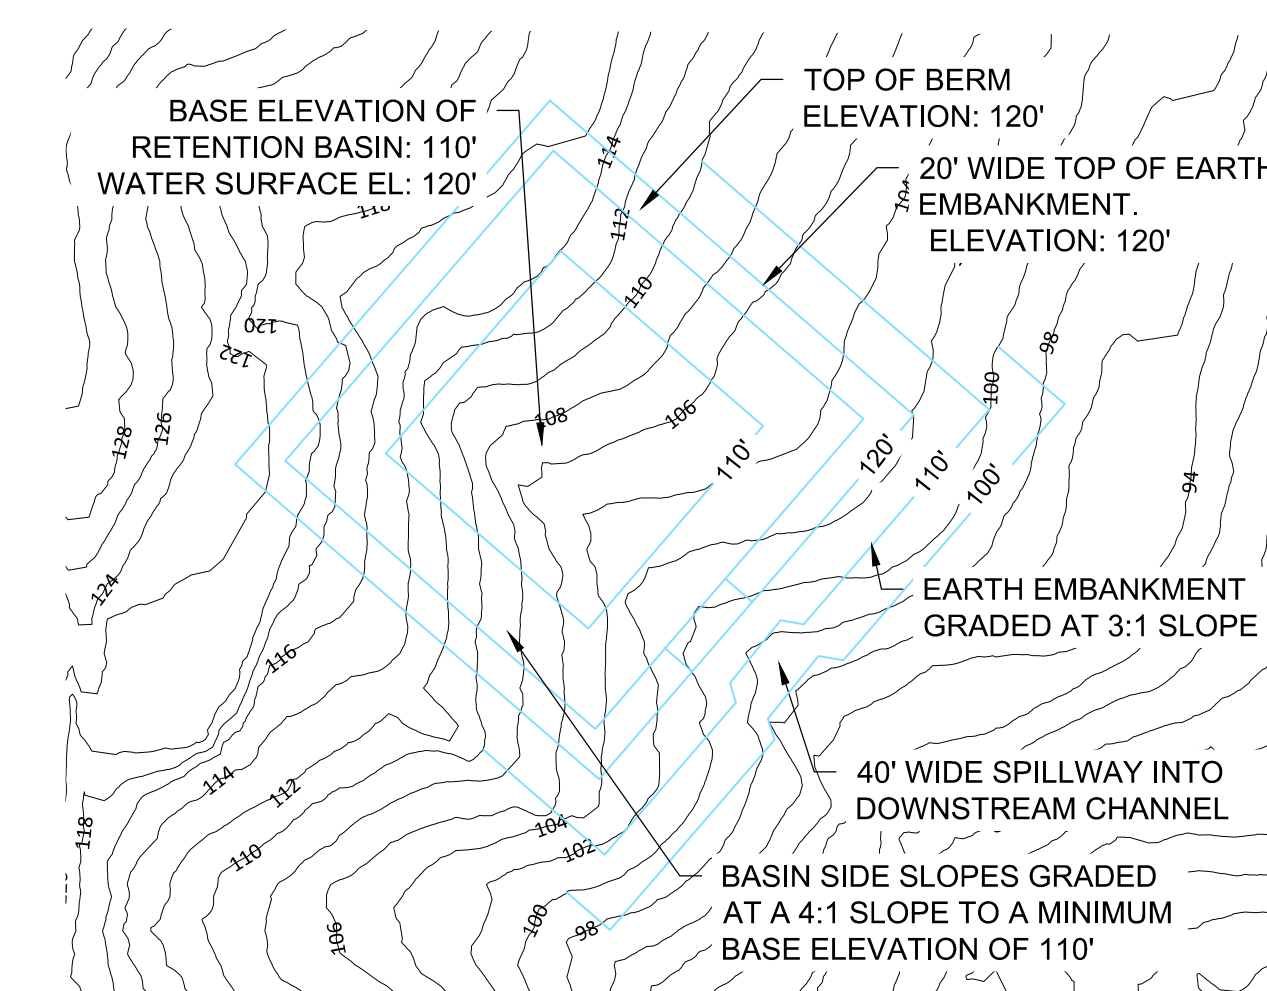 BASE ELEVATION OF
RETENTION BASIN: 110'
WATER SURFACE EL: 120'
TOP OF BERM
ELEVATION: 120'
20' WIDE TOP OF EARTH
EMBANKMENT.
ELEVATION: 120'
114
112
110
104
120
122
98
100
108
106
128
126
110'
120'
110'
100'
94
124
EARTH EMBANKMENT
GRADED AT 3:1 SLOPE
116
114
112
118
110
104
102
40' WIDE SPILLWAY INTO
DOWNSTREAM CHANNEL
100
98
106
BASIN SIDE SLOPES GRADED
AT A 4:1 SLOPE TO A MINIMUM
BASE ELEVATION OF 110'